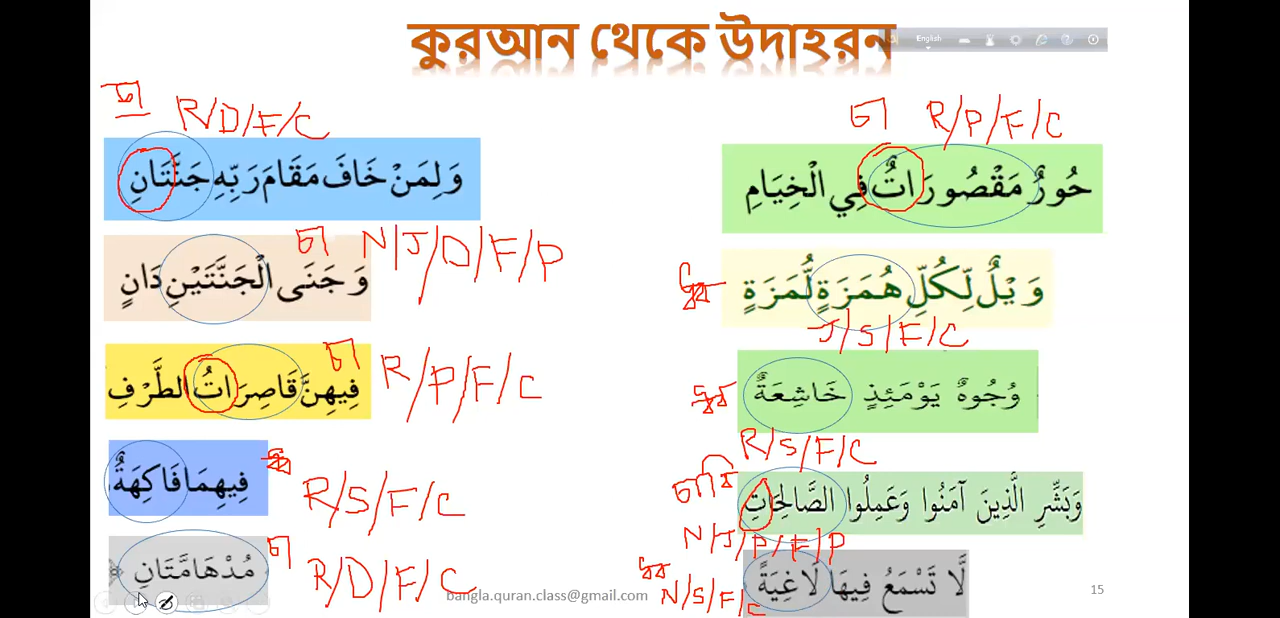 কুরআন থেকে উদাহরন
English
R/D/F/C
وَلِمَنْ خَافَ مَقَامَ رَبِّهِ جَنَّتَانِ
N/J/D/F/P
وَجَنَى الْجَنَّتَيْنِ دَانٍ
R/P/F/C
فِيهِنَّ قَاصِرَاتُ الطَّرْفِ
فِيهِمَا فَاكِهَةٌ
R/S/F/C
مُدْهَامَّتَانِ
R/D/F/C
R/P/F/C
حُورٌ مَقْصُورَاتٌ فِي الْخِيَامِ
وَيْلٌ لِّكُلِّ هُمَزَةٍ لُّمَزَةٍ
J/S/F/C
وُجُوهٌ يَوْمَئِذٍ خَاشِعَةٌ
R/S/F/C
وَبَشِّرِ الَّذِينَ آمَنُوا وَعَمِلُوا الصَّالِحَاتِ
N/J/P/F/P
لَّا تَسْمَعُ فِيهَا لَاغِيَةً
N/S/F/C
bangla.quran.class@gmail.com
15